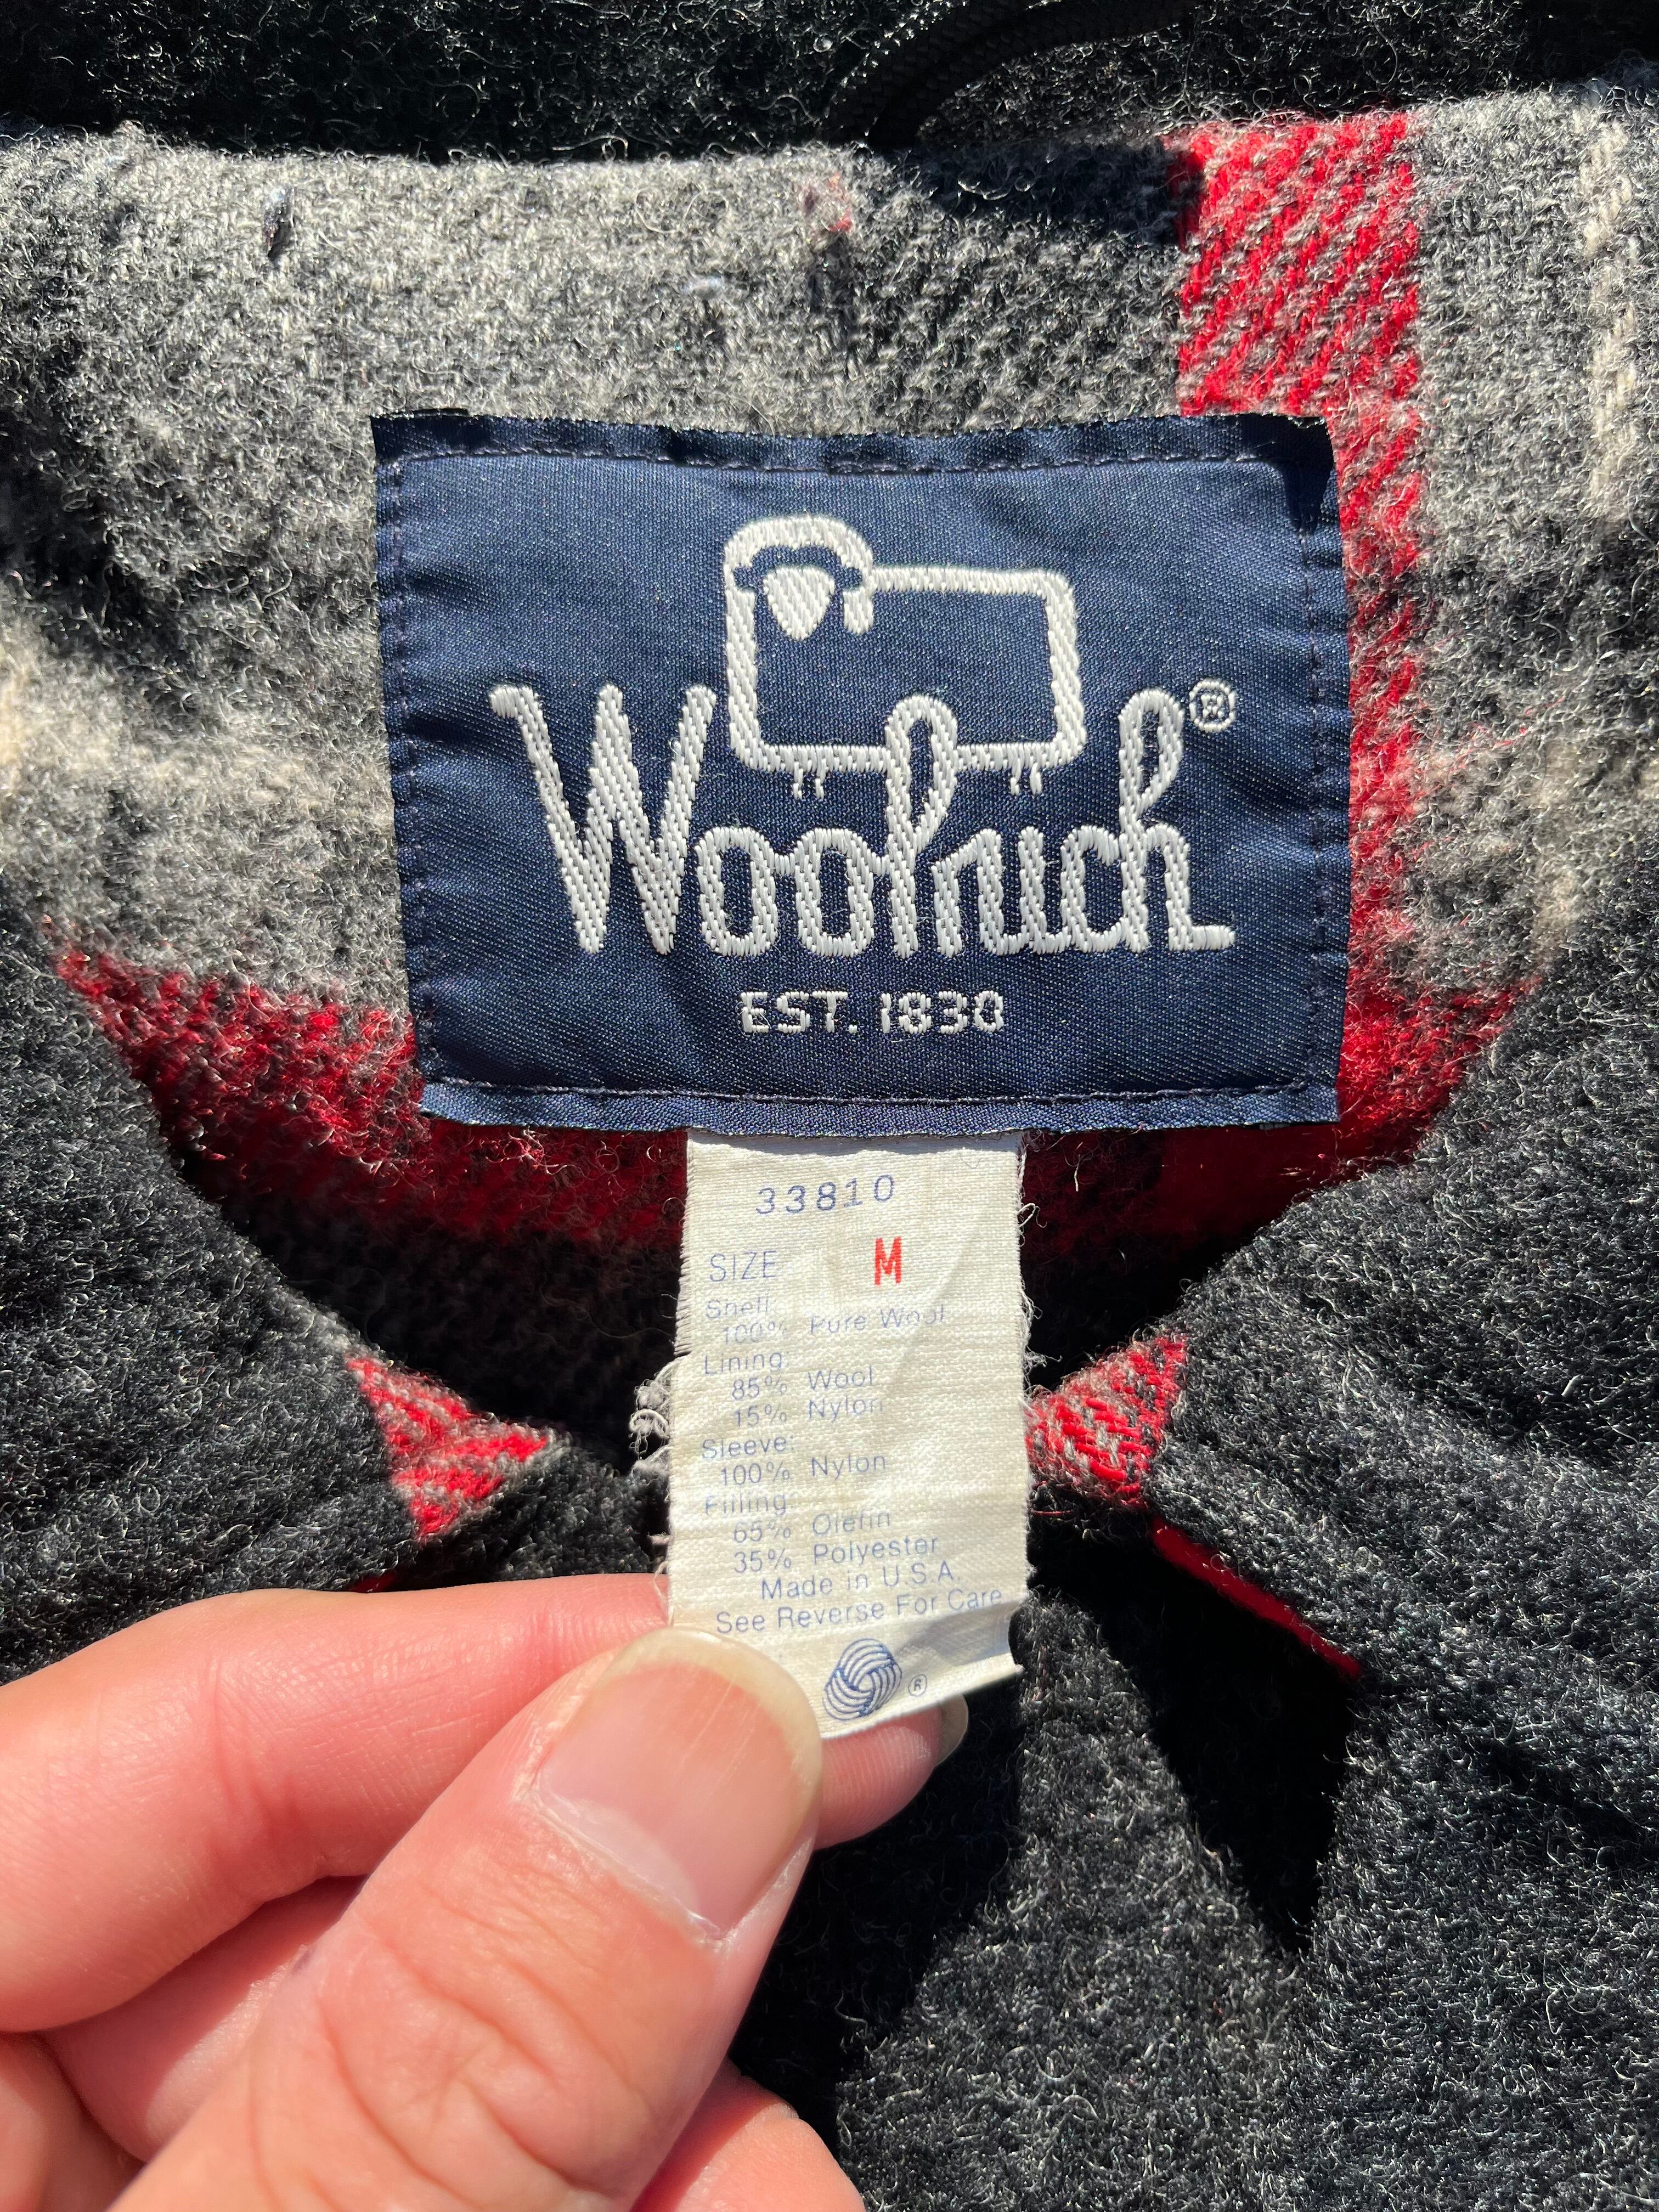 Woolrich®
EST. 1830
33810
SIZE M
Shell:
100% Pure Wool
Lining:
85% Wool
15% Nylon
Sleeve:
100% Nylon
Filling:
65% Olefin
35% Polyester
Made in U.S.A.
See Reverse For Care
®